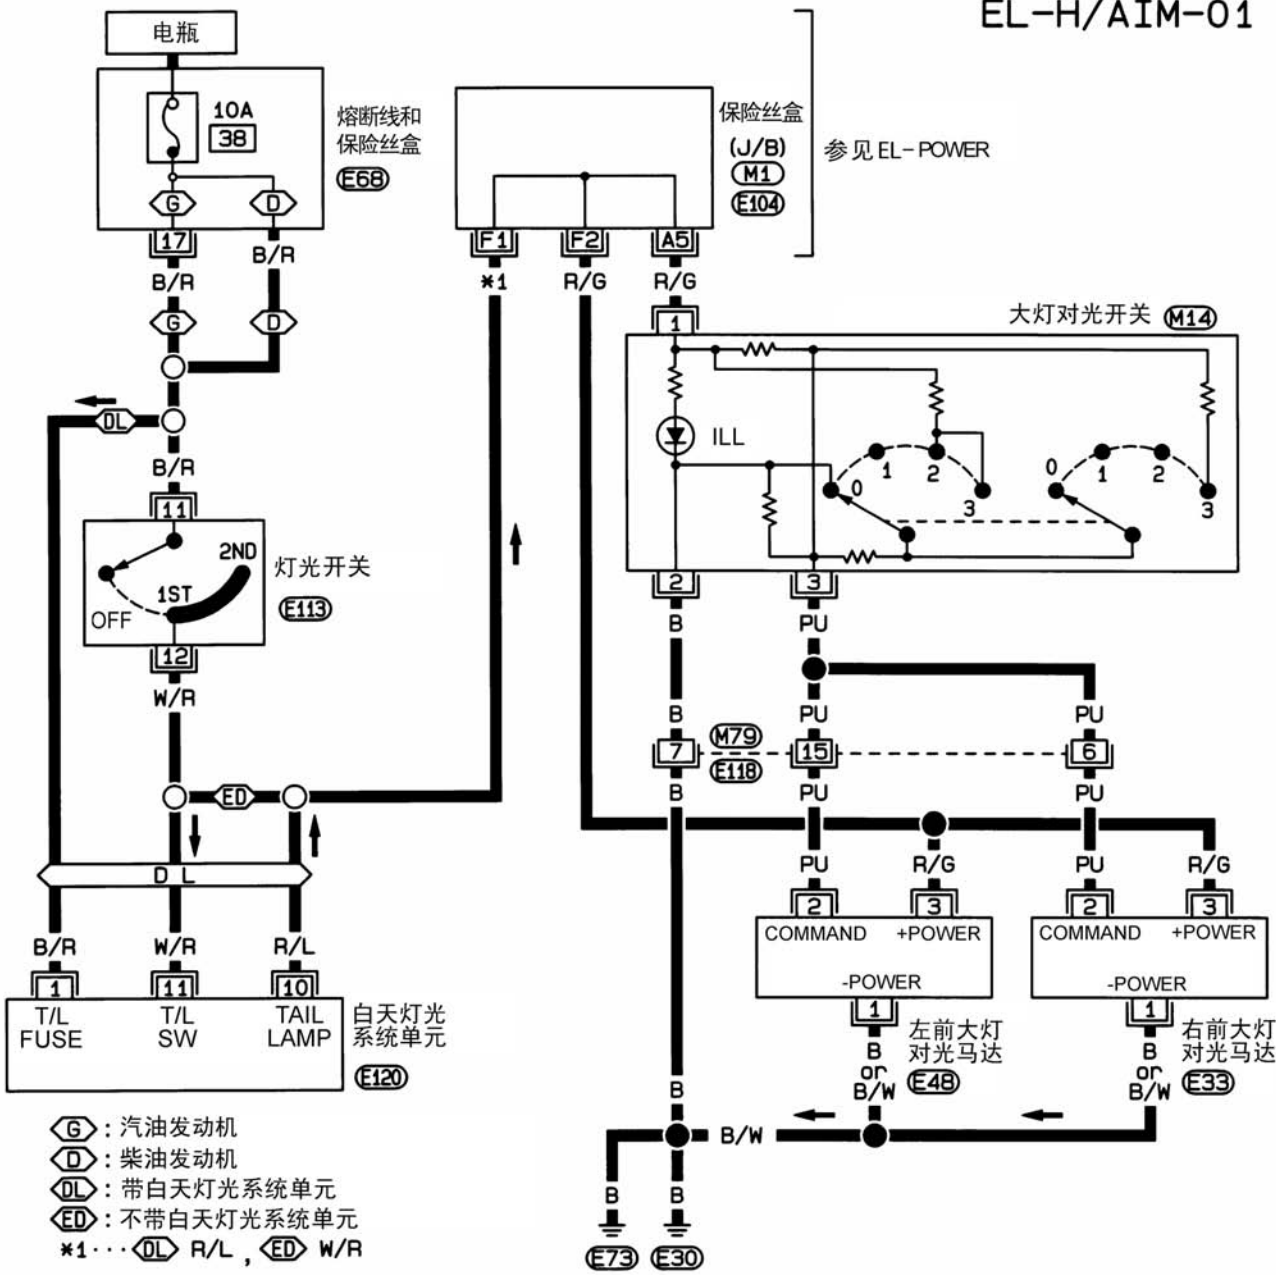 EL-H/AIM-01
电瓶
10A
38
熔断线和
保险丝盒
E68
G
D
17
B/R
B/R
G
D
DL
B/R
11
2ND
1ST
OFF
灯光开关
E113
12
W/R
ED
D L
B/R
W/R
R/L
1
11
10
T/L
FUSE
T/L
SW
TAIL
LAMP
白天灯光
系统单元
E120
保险丝盒
(J/B)
M1
E104
参见EL-POWER
F1
F2
A5
*1
R/G
R/G
1
大灯对光开关
M14
ILL
0
1
2
3
0
1
2
3
2
3
B
PU
B
PU
PU
7
M79
E118
15
6
B
PU
PU
PU
R/G
PU
R/G
2
3
2
3
COMMAND
+POWER
-POWER
COMMAND
+POWER
-POWER
1
1
左前大灯
对光马达
E48
右前大灯
对光马达
E33
B
or
B/W
B
or
B/W
B
B/W
B
B
E73
E30
G : 汽油发动机
D : 柴油发动机
DL : 带白天灯光系统单元
ED : 不带白天灯光系统单元
*1··· DL R/L , ED W/R